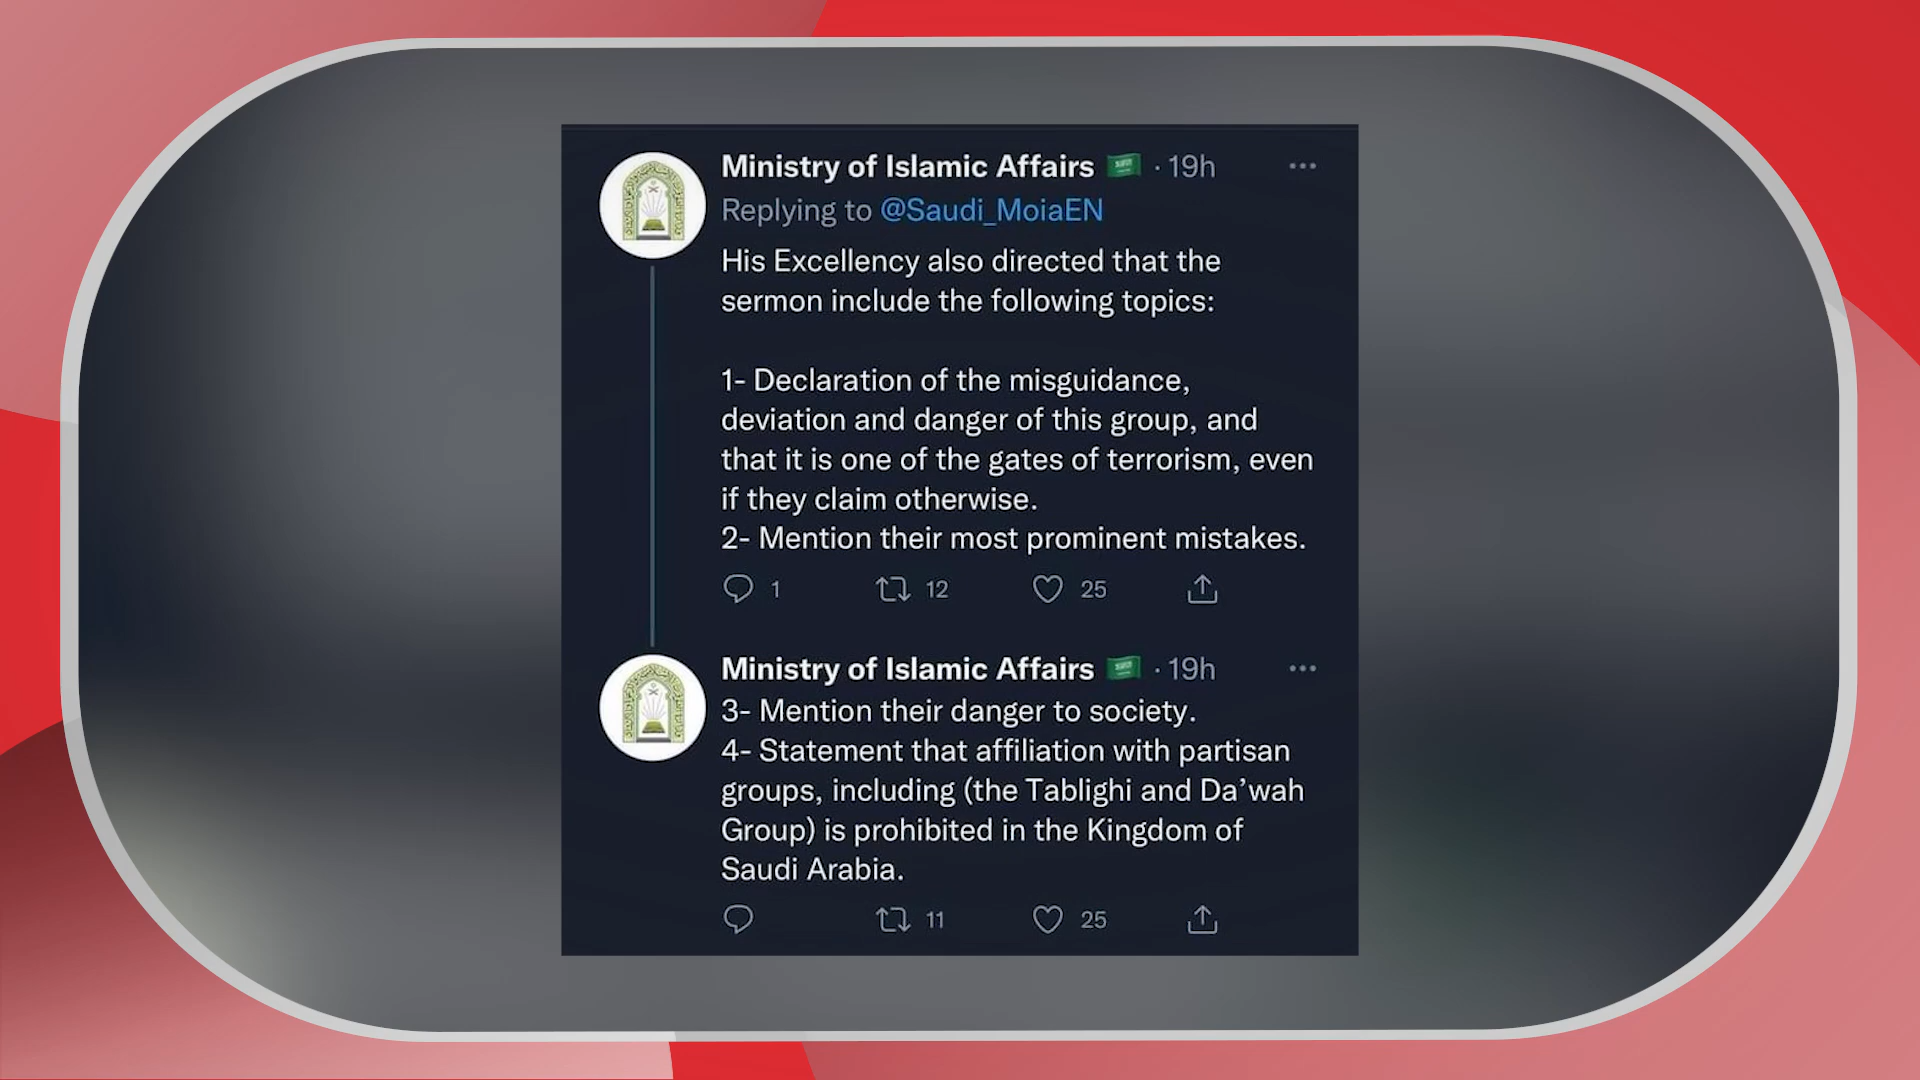 Ministry of Islamic Affairs 🇸🇦 · 19h
Replying to @Saudi_MoiaEN
His Excellency also directed that the
sermon include the following topics:
1- Declaration of the misguidance,
deviation and danger of this group, and
that it is one of the gates of terrorism, even
if they claim otherwise.
2- Mention their most prominent mistakes.
1 12 25
Ministry of Islamic Affairs 🇸🇦 · 19h
3- Mention their danger to society.
4- Statement that affiliation with partisan
groups, including (the Tablighi and Da’wah
Group) is prohibited in the Kingdom of
Saudi Arabia.
11 25